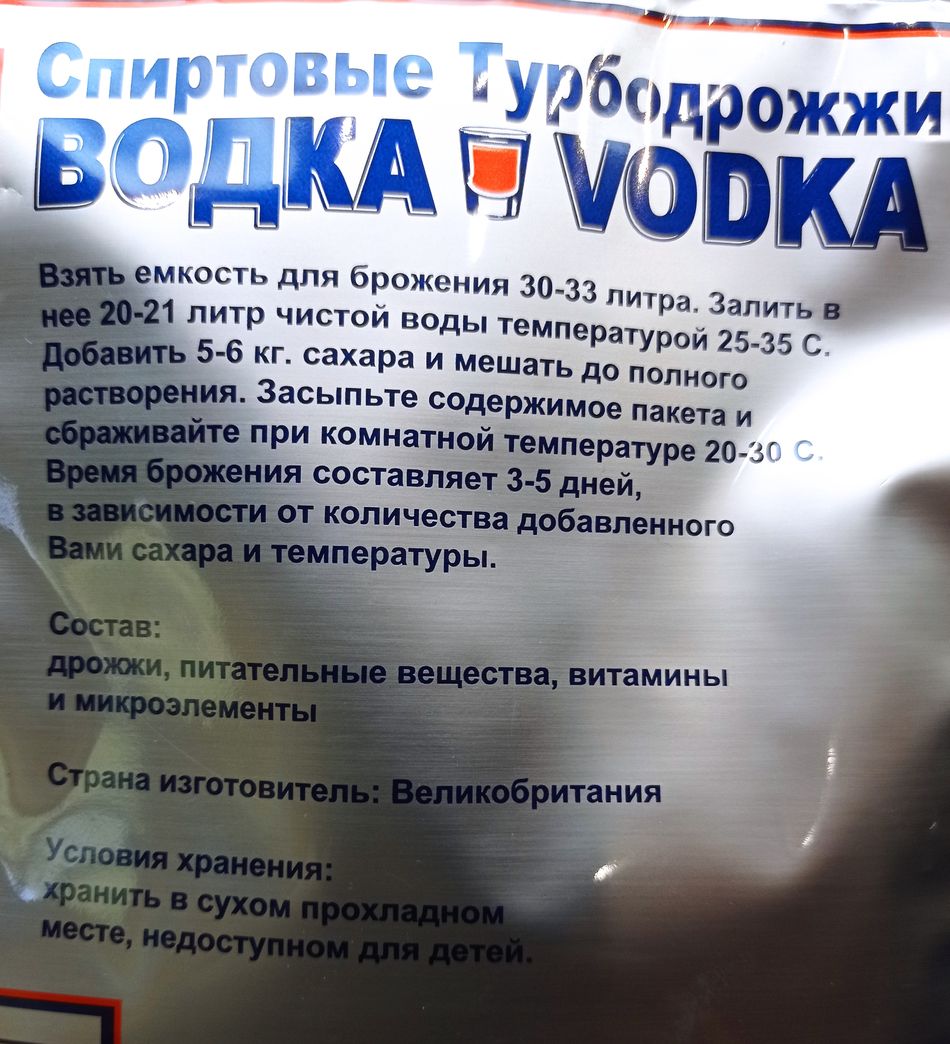 Спиртовые Турбодрожжи
ВОДКА VODKA
Взять емкость для брожения 30-33 литра. Залить в
нее 20-21 литр чистой воды температурой 25-35 С.
Добавить 5-6 кг. сахара и мешать до полного
растворения. Засыпьте содержимое пакета и
сбраживайте при комнатной температуре 20-30 С.
Время брожения составляет 3-5 дней,
в зависимости от количества добавленного
Вами сахара и температуры.
Состав:
дрожжи, питательные вещества, витамины
и микроэлементы
Страна изготовитель: Великобритания
Условия хранения:
хранить в сухом прохладном
месте, недоступном для детей.